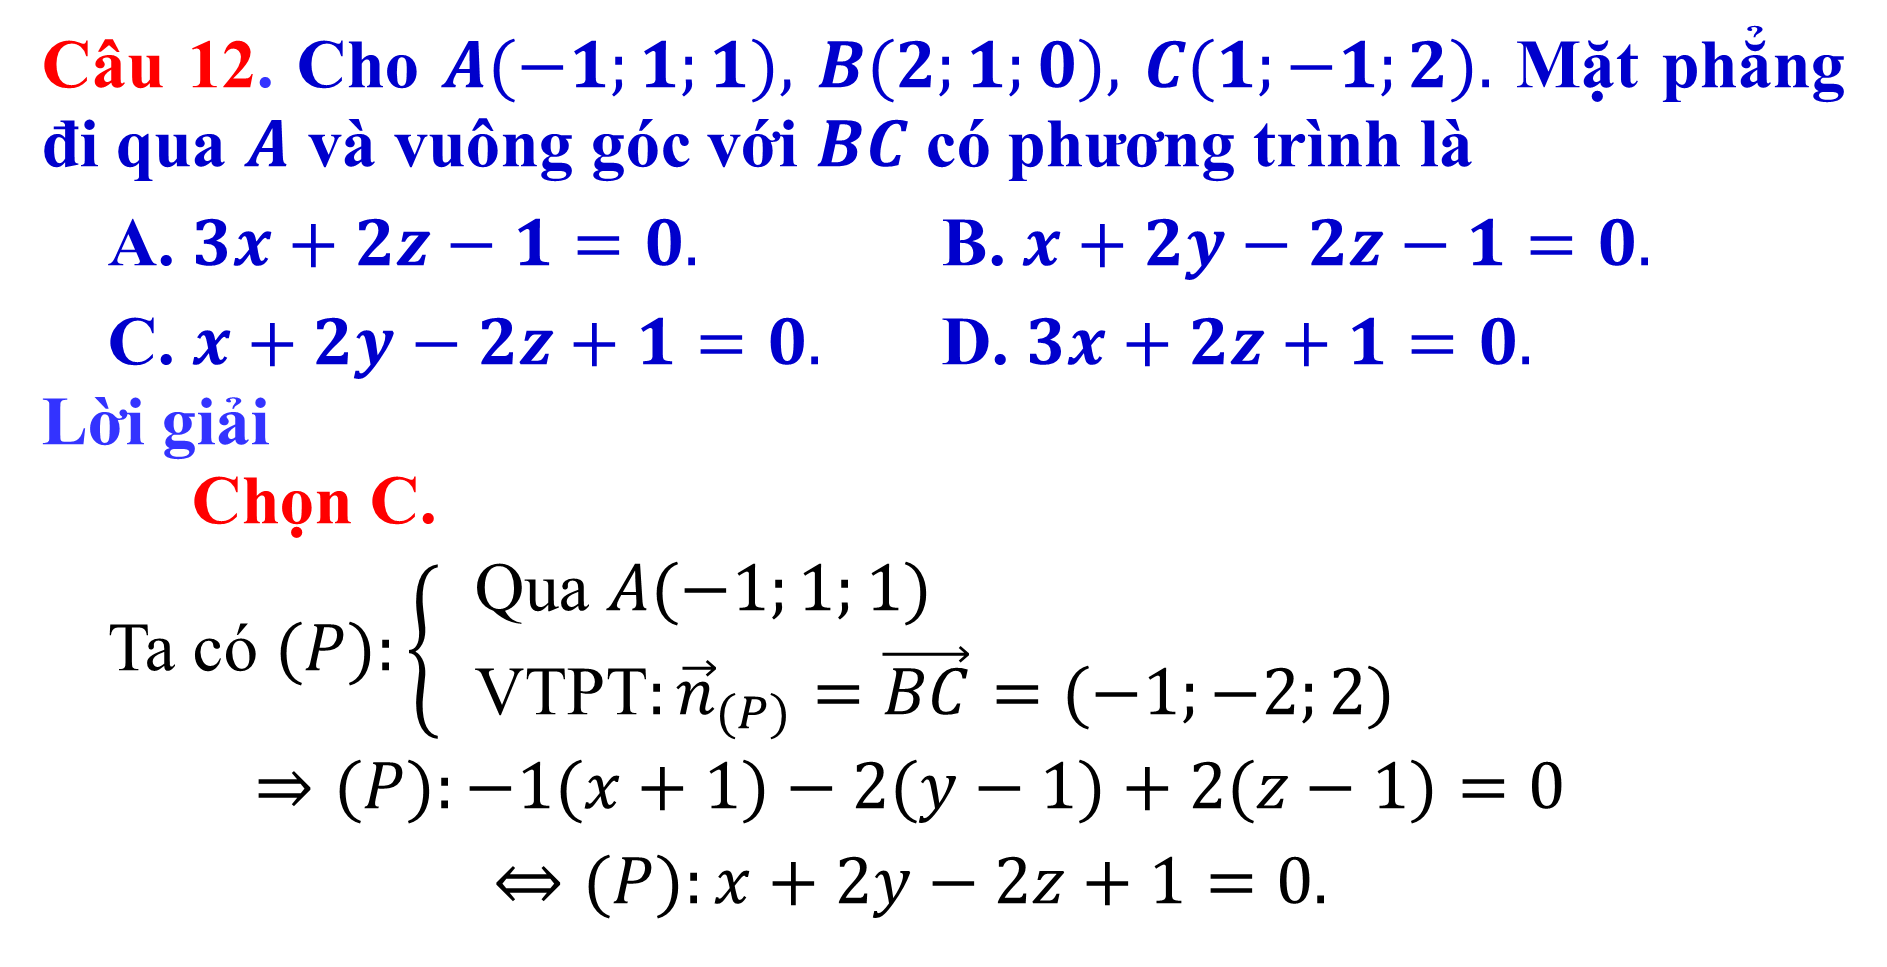 Câu 12. Cho A(−1; 1; 1), B(2; 1; 0), C(1; −1; 2). Mặt phẳng
đi qua A và vuông góc với BC có phương trình là
A. 3x + 2z − 1 = 0. B. x + 2y − 2z − 1 = 0.
C. x + 2y − 2z + 1 = 0. D. 3x + 2z + 1 = 0.
Lời giải
Chọn C.
Ta có (P): { Qua A(−1; 1; 1)
VTPT: n⃗₍P₎ = B͞C⃗ = (−1; −2; 2)
⇒ (P): −1(x + 1) − 2(y − 1) + 2(z − 1) = 0
⇔ (P): x + 2y − 2z + 1 = 0.